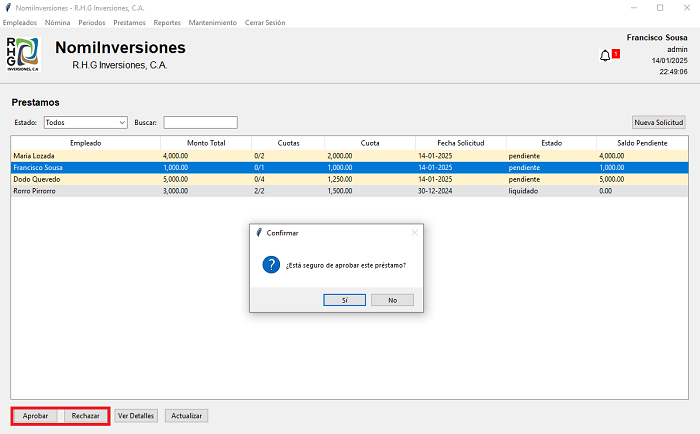 NomiInversiones - R.H.G Inversiones, C.A.
Empleados Nómina Periodos Prestamos Reportes Mantenimiento Cerrar Sesión
RHG
INVERSIONES, C.A
NomiInversiones
R.H.G Inversiones, C.A.
1
Francisco Sousa
admin
14/01/2025
22:49:06
Prestamos
Estado: Todos Buscar: Nueva Solicitud
Empleado Monto Total Cuotas Cuota Fecha Solicitud Estado Saldo Pendiente
Maria Lozada 4,000.00 0/2 2,000.00 14-01-2025 pendiente 4,000.00
Francisco Sousa 1,000.00 0/1 1,000.00 14-01-2025 pendiente 1,000.00
Dodo Quevedo 5,000.00 0/4 1,250.00 14-01-2025 pendiente 5,000.00
Rorro Pirrorro 3,000.00 2/2 1,500.00 30-12-2024 liquidado 0.00
Confirmar
¿Está seguro de aprobar este préstamo?
Sí No
Aprobar Rechazar Ver Detalles Actualizar